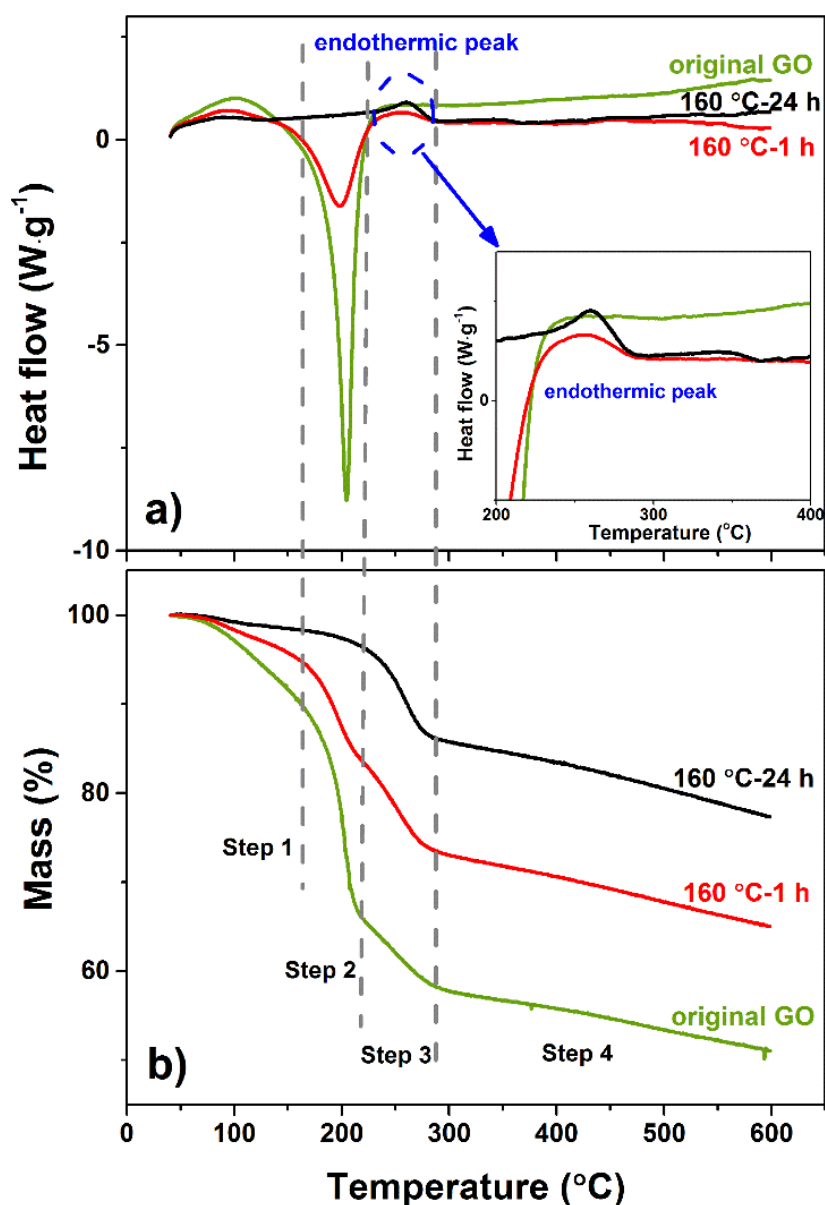 endothermic peak
original GO
160 °C-24 h
160 °C-1 h
0
-5
-10
Heat flow (W·g⁻¹)
a)
Heat flow (W·g⁻¹)
0
endothermic peak
200
300
400
Temperature (°C)
100
80
60
Mass (%)
160 °C-24 h
Step 1
160 °C-1 h
Step 2
original GO
Step 3
Step 4
b)
0
100
200
300
400
500
600
Temperature (°C)